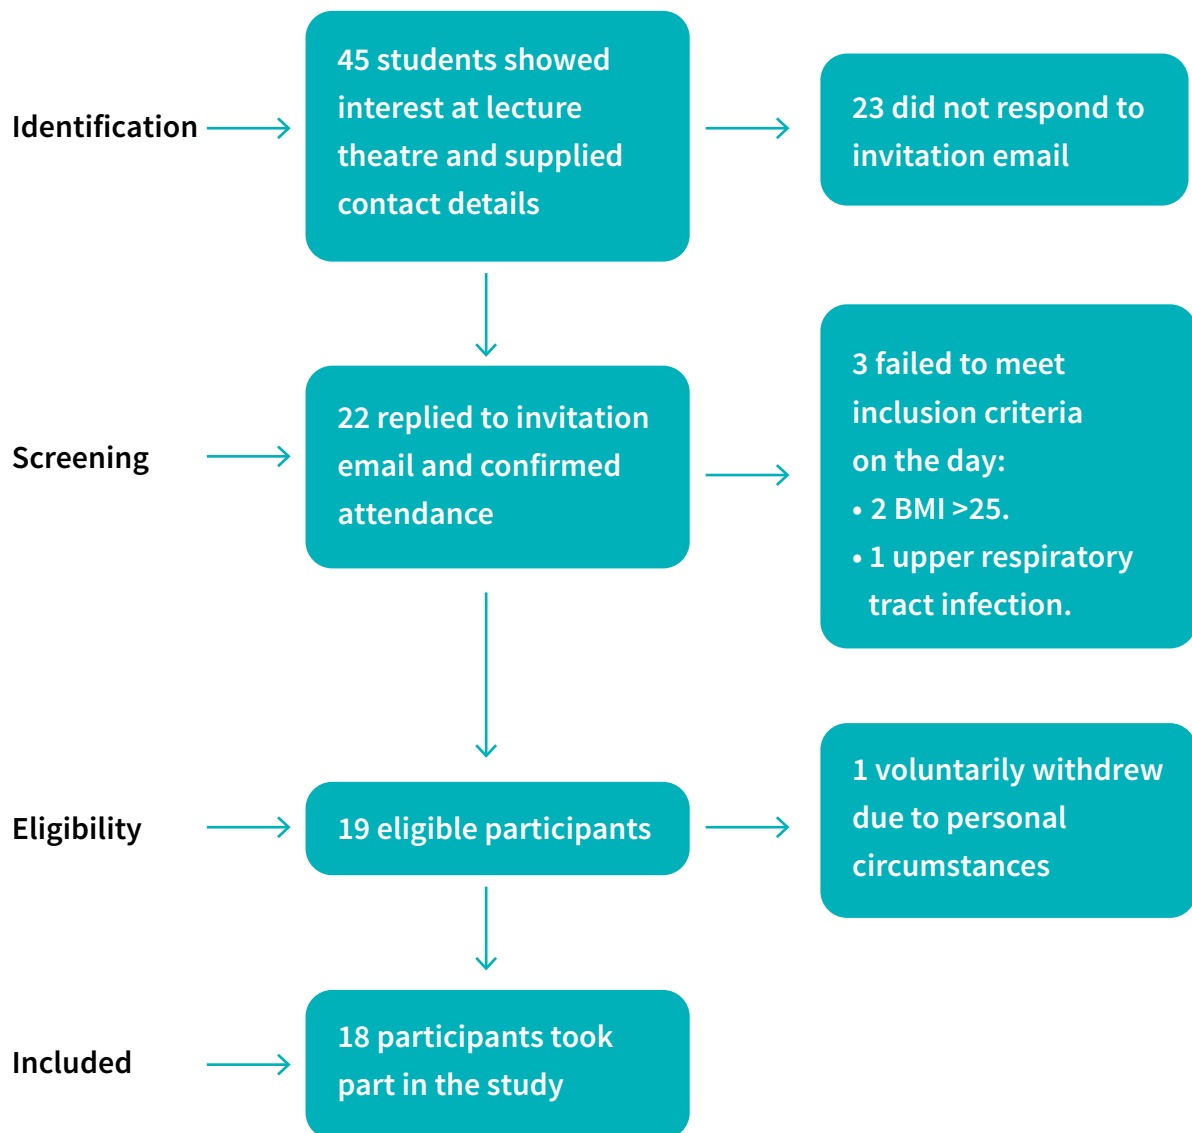 Identification
45 students showed
interest at lecture
theatre and supplied
contact details
23 did not respond to
invitation email
Screening
22 replied to invitation
email and confirmed
attendance
3 failed to meet
inclusion criteria
on the day:
• 2 BMI >25.
• 1 upper respiratory
tract infection.
Eligibility
19 eligible participants
1 voluntarily withdrew
due to personal
circumstances
Included
18 participants took
part in the study